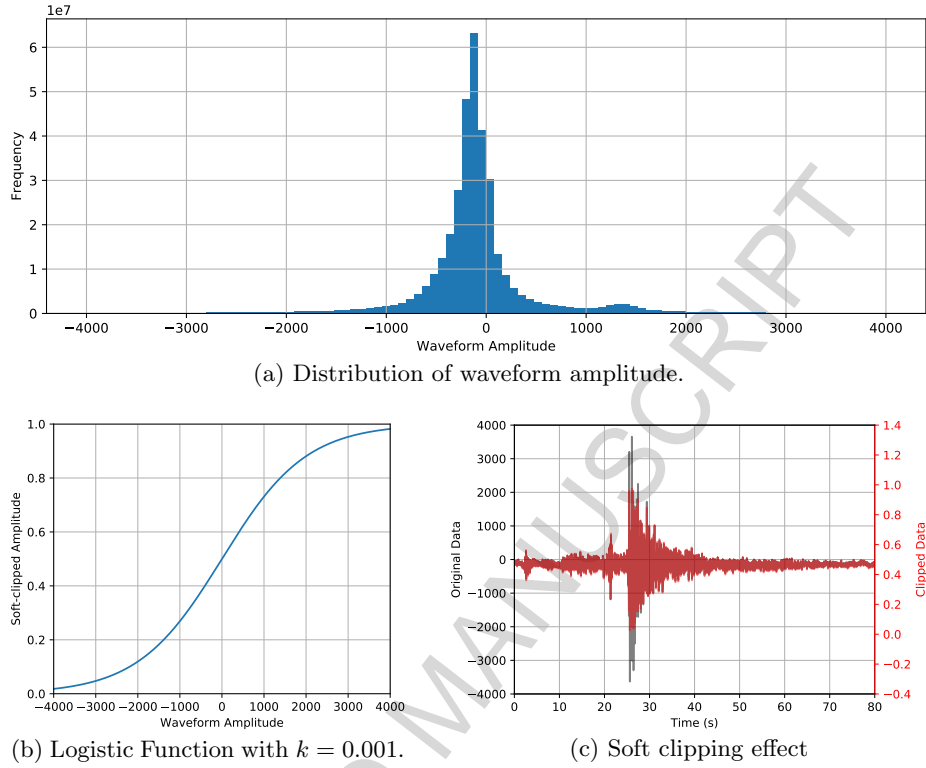 1e7
6
5
4
3
2
1
0
Frequency
−4000 −3000 −2000 −1000 0 1000 2000 3000 4000
Waveform Amplitude
(a) Distribution of waveform amplitude.
1.0
0.8
0.6
0.4
0.2
0.0
Soft-clipped Amplitude
−4000 −3000 −2000 −1000 0 1000 2000 3000 4000
Waveform Amplitude
(b) Logistic Function with k = 0.001.
4000
3000
2000
1000
0
−1000
−2000
−3000
−4000
Original Data
1.4
1.2
1.0
0.8
0.6
0.4
0.2
0.0
−0.2
−0.4
Clipped Data
0 10 20 30 40 50 60 70 80
Time (s)
(c) Soft clipping effect
MANUSCRIPT